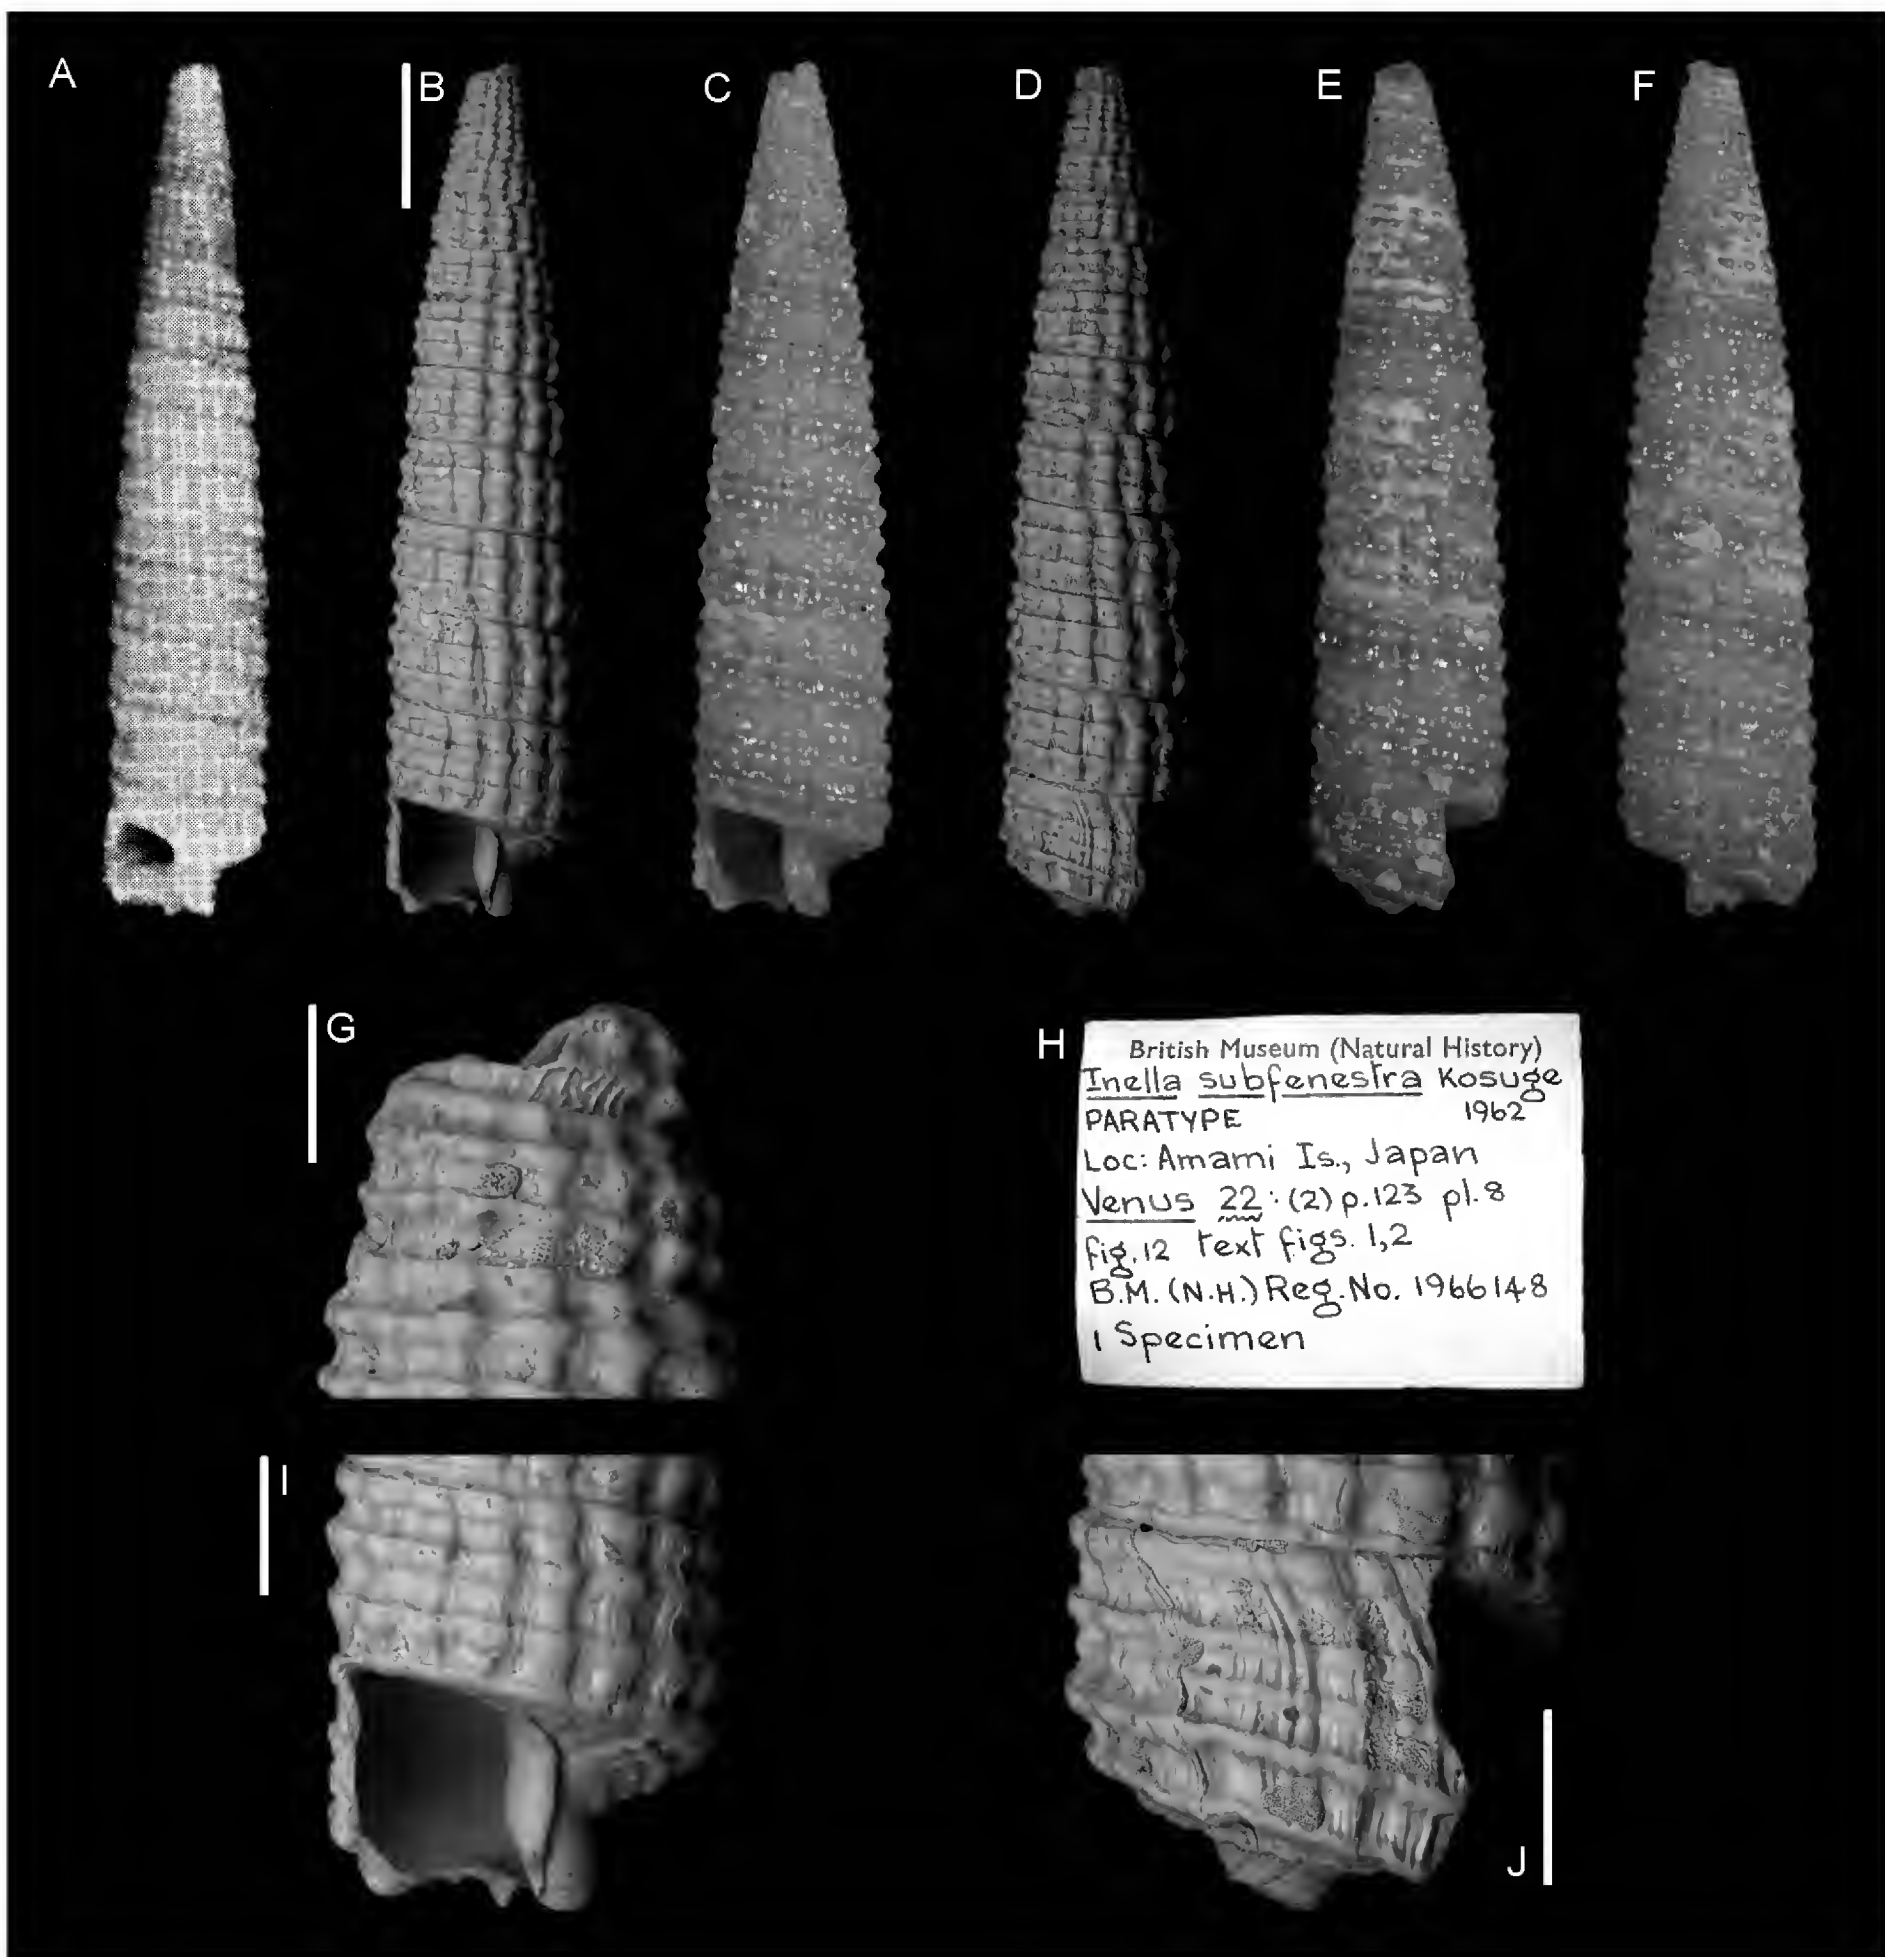 A
B
C
D
E
F
G
H
British Museum (Natural History)
Inella subfenestra Kosuge
PARATYPE 1962
Loc: Amami Is., Japan
Venus 22: (2) p.123 pl.8
fig.12 text figs. 1,2
B.M. (N.H.) Reg. No. 1966148
1 Specimen
I
J